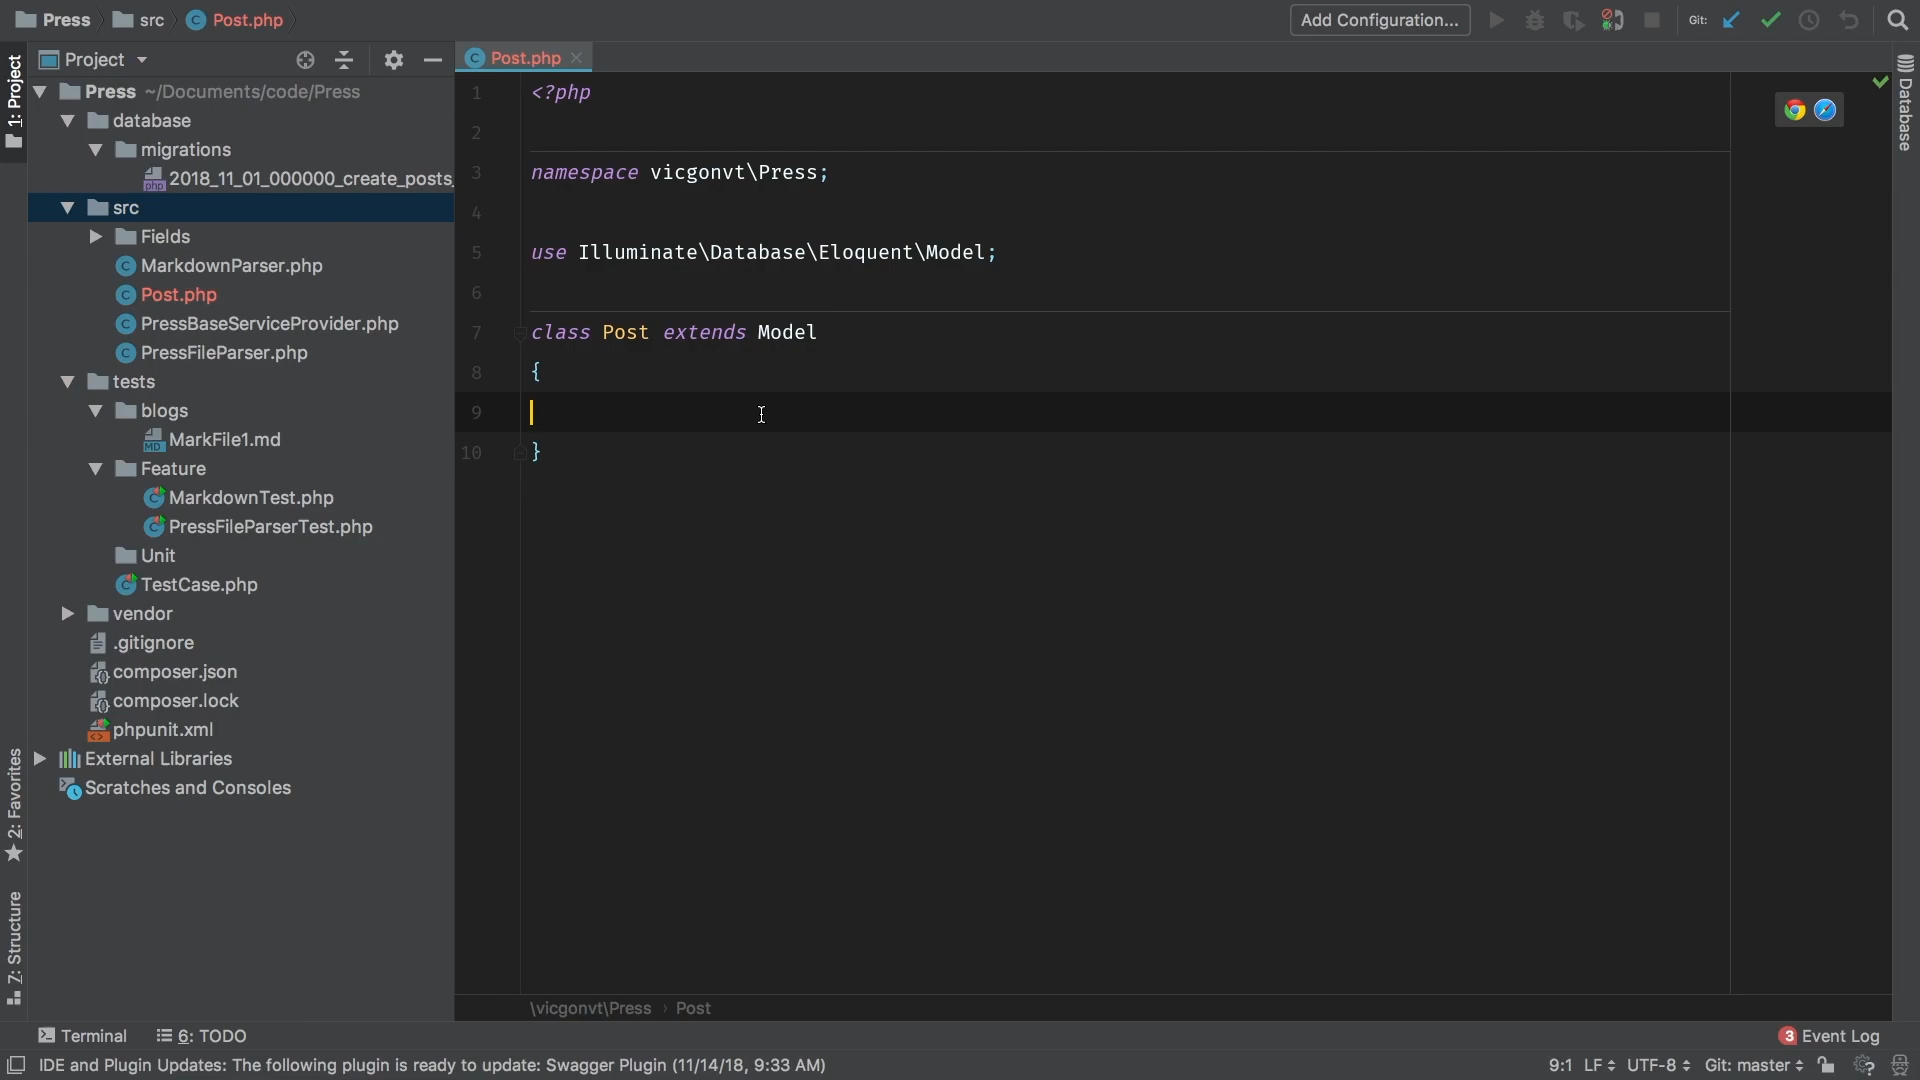 Press src Post.php
Add Configuration...
Git:
1: Project
Project
Post.php
Press ~/Documents/code/Press
database
migrations
2018_11_01_000000_create_posts_
src
Fields
MarkdownParser.php
Post.php
PressBaseServiceProvider.php
PressFileParser.php
tests
blogs
MarkFile1.md
Feature
MarkdownTest.php
PressFileParserTest.php
Unit
TestCase.php
vendor
.gitignore
composer.json
composer.lock
phpunit.xml
External Libraries
Scratches and Consoles
2: Favorites
Z: Structure
1 <?php
2
3 namespace vicgonvt\Press;
4
5 use Illuminate\Database\Eloquent\Model;
6
7 class Post extends Model
8 {
9
10 }
Database
\vicgonvt\Press › Post
Terminal 6: TODO
3 Event Log
IDE and Plugin Updates: The following plugin is ready to update: Swagger Plugin (11/14/18, 9:33 AM)
9:1 LF UTF-8 Git: master